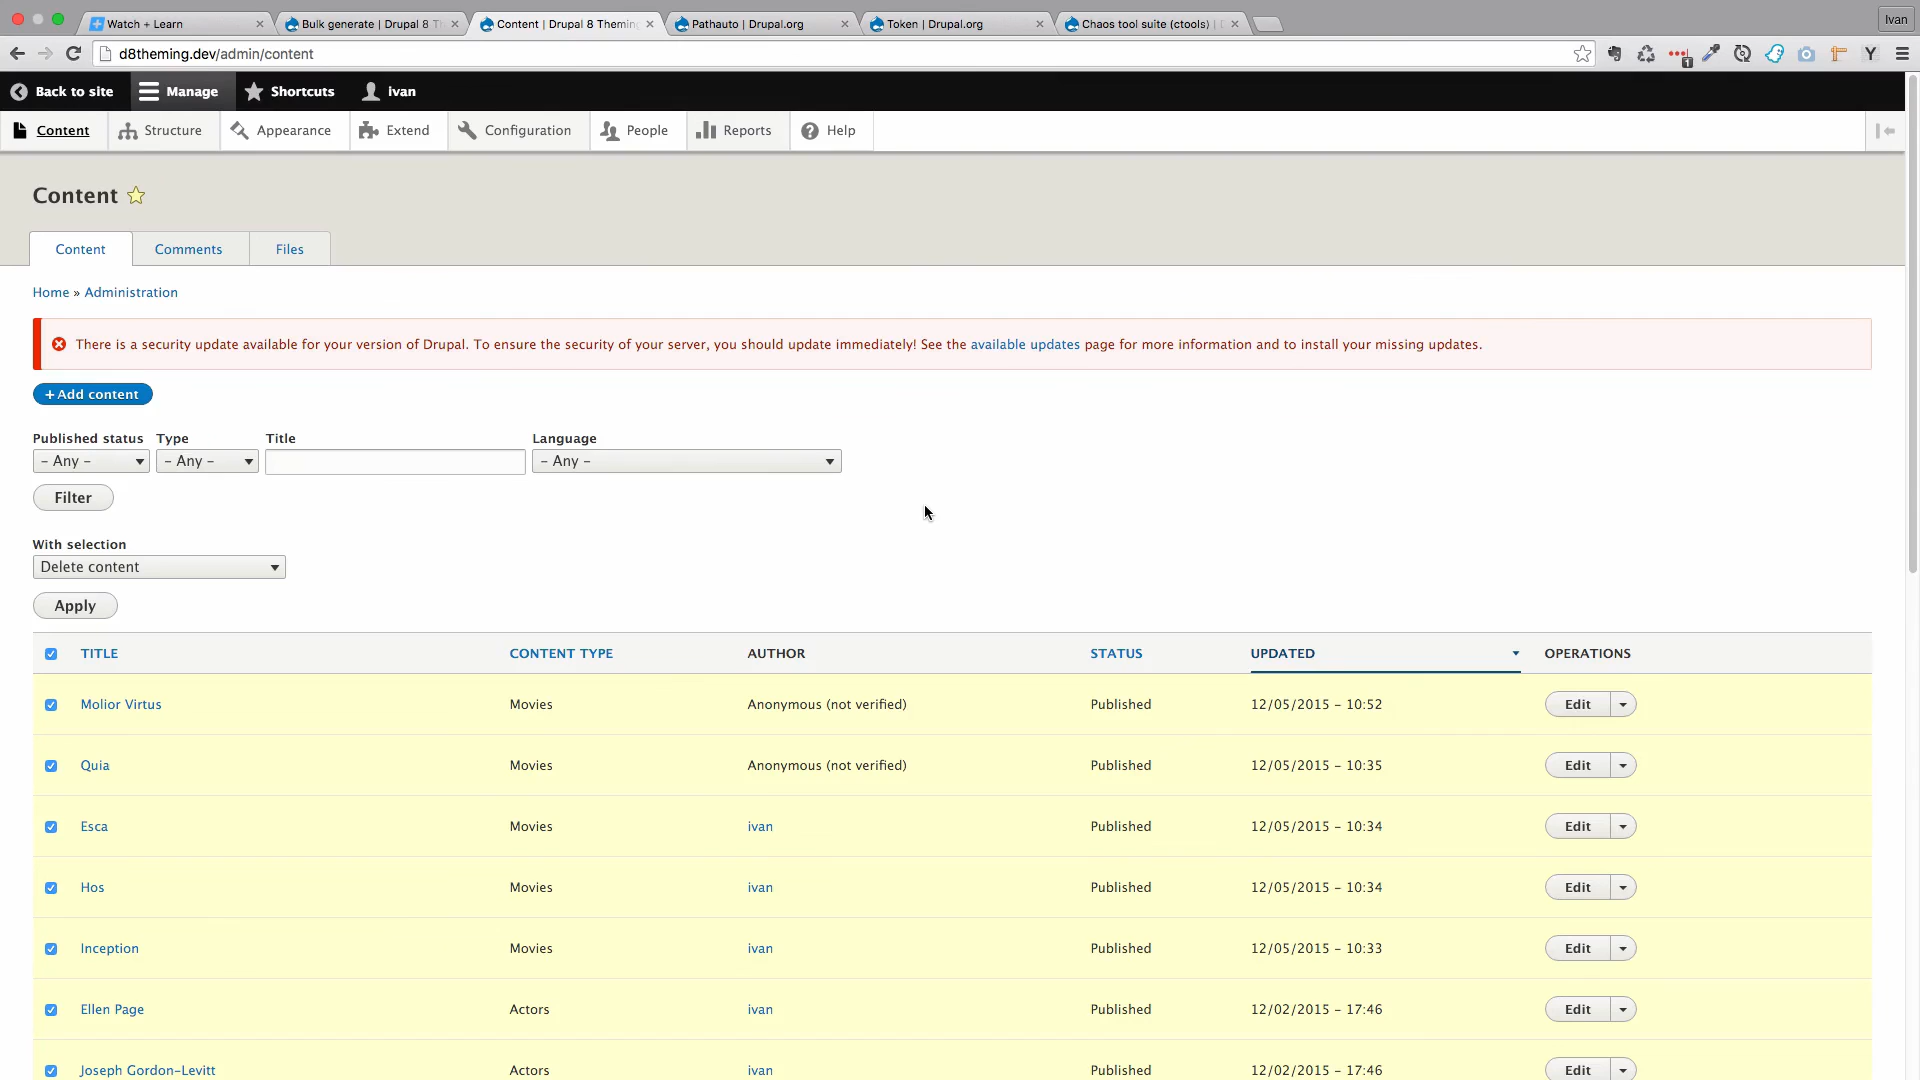 Watch + Learn
Bulk generate | Drupal 8 Th
Content | Drupal 8 Theming
Pathauto | Drupal.org
Token | Drupal.org
Chaos tool suite (ctools) | D
Ivan
d8theming.dev/admin/content
1
Y
Back to site
Manage
Shortcuts
ivan
Content
Structure
Appearance
Extend
Configuration
People
Reports
Help
Content
Content
Comments
Files
Home » Administration
There is a security update available for your version of Drupal. To ensure the security of your server, you should update immediately! See the available updates page for more information and to install your missing updates.
+ Add content
Published status
Type
Title
Language
– Any –
– Any –
– Any –
Filter
With selection
Delete content
Apply
TITLE CONTENT TYPE AUTHOR STATUS UPDATED OPERATIONS
Molior Virtus Movies Anonymous (not verified) Published 12/05/2015 – 10:52 Edit
Quia Movies Anonymous (not verified) Published 12/05/2015 – 10:35 Edit
Esca Movies ivan Published 12/05/2015 – 10:34 Edit
Hos Movies ivan Published 12/05/2015 – 10:34 Edit
Inception Movies ivan Published 12/05/2015 – 10:33 Edit
Ellen Page Actors ivan Published 12/02/2015 – 17:46 Edit
Joseph Gordon–Levitt Actors ivan Published 12/02/2015 – 17:46 Edit